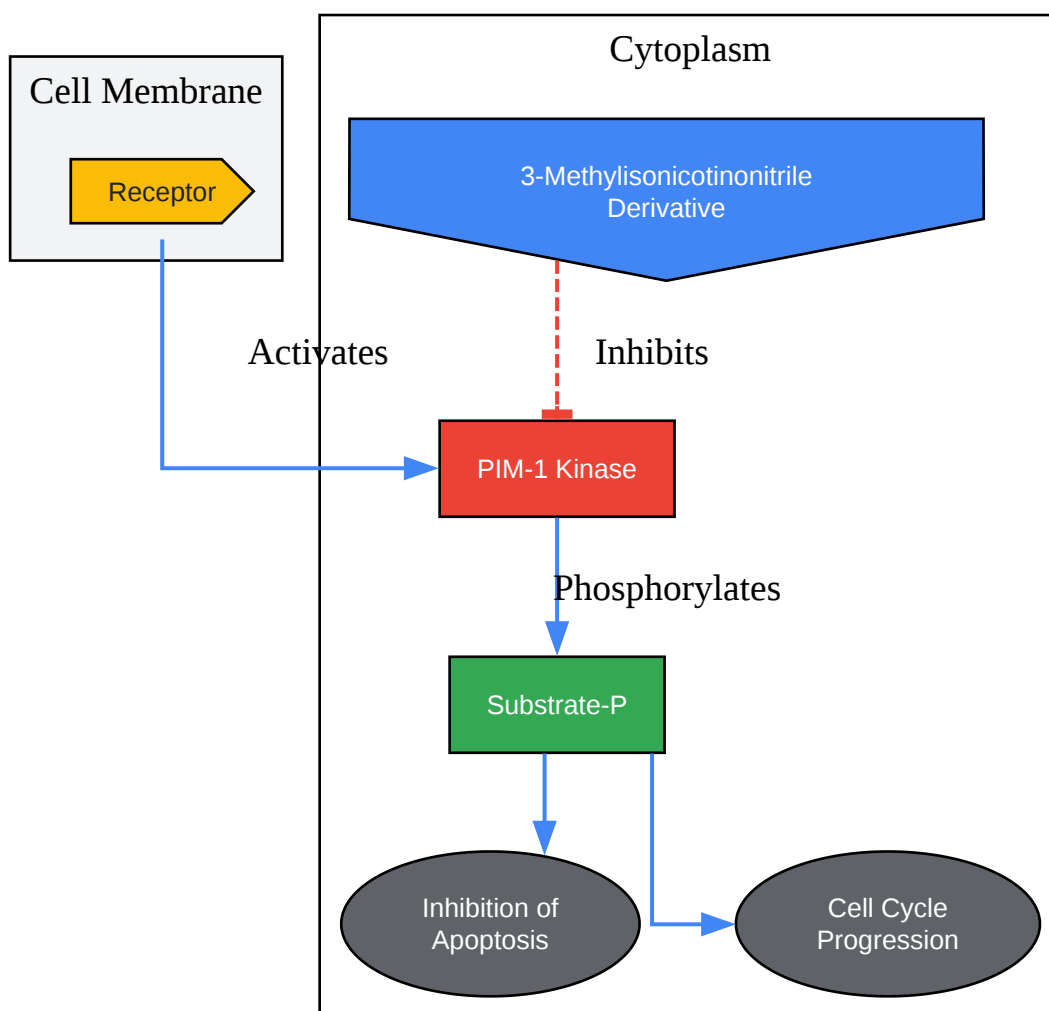 Cytoplasm
Cell Membrane
3-Methylisonicotinonitrile
Derivative
Receptor
Activates
Inhibits
PIM-1 Kinase
Phosphorylates
Substrate-P
Inhibition of
Apoptosis
Cell Cycle
Progression